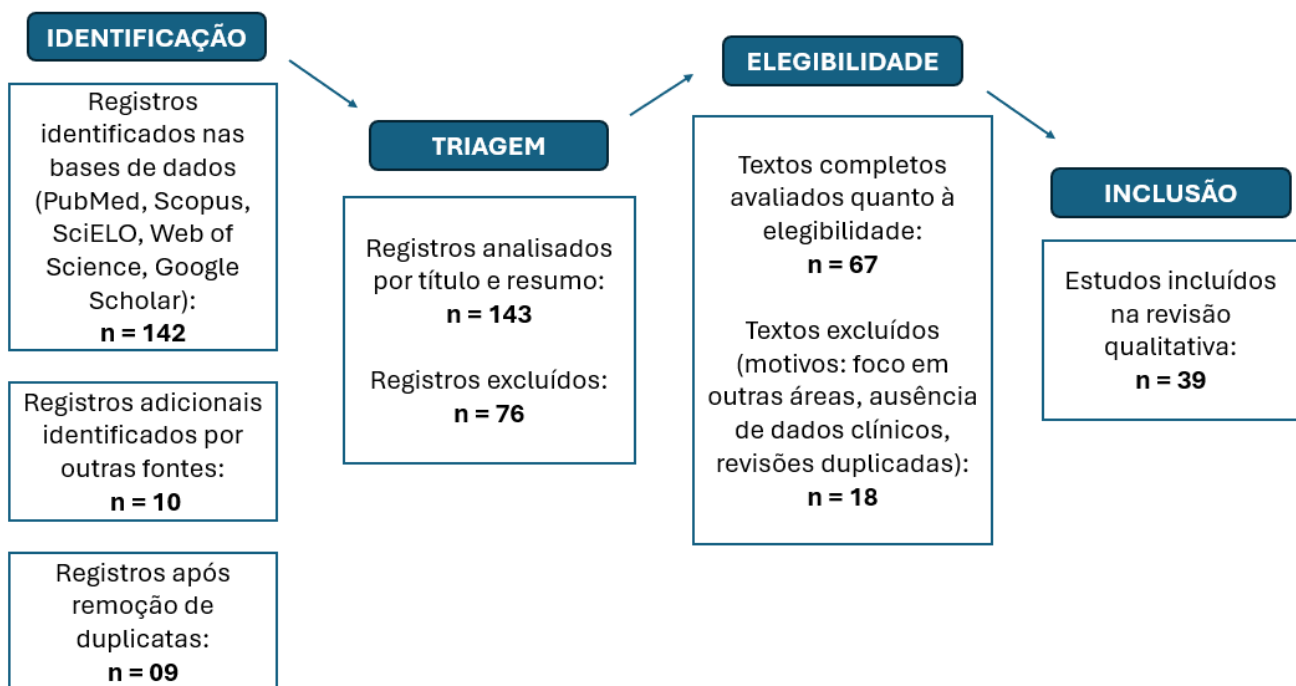 IDENTIFICAÇÃO
Registros
identificados nas
bases de dados
(PubMed, Scopus,
SciELO, Web of
Science, Google
Scholar):
n = 142
Registros adicionais
identificados por
outras fontes:
n = 10
Registros após
remoção de
duplicatas:
n = 09
TRIAGEM
Registros analisados
por título e resumo:
n = 143
Registros excluídos:
n = 76
ELEGIBILIDADE
Textos completos
avaliados quanto à
elegibilidade:
n = 67
Textos excluídos
(motivos: foco em
outras áreas, ausência
de dados clínicos,
revisões duplicadas):
n = 18
INCLUSÃO
Estudos incluídos
na revisão
qualitativa:
n = 39